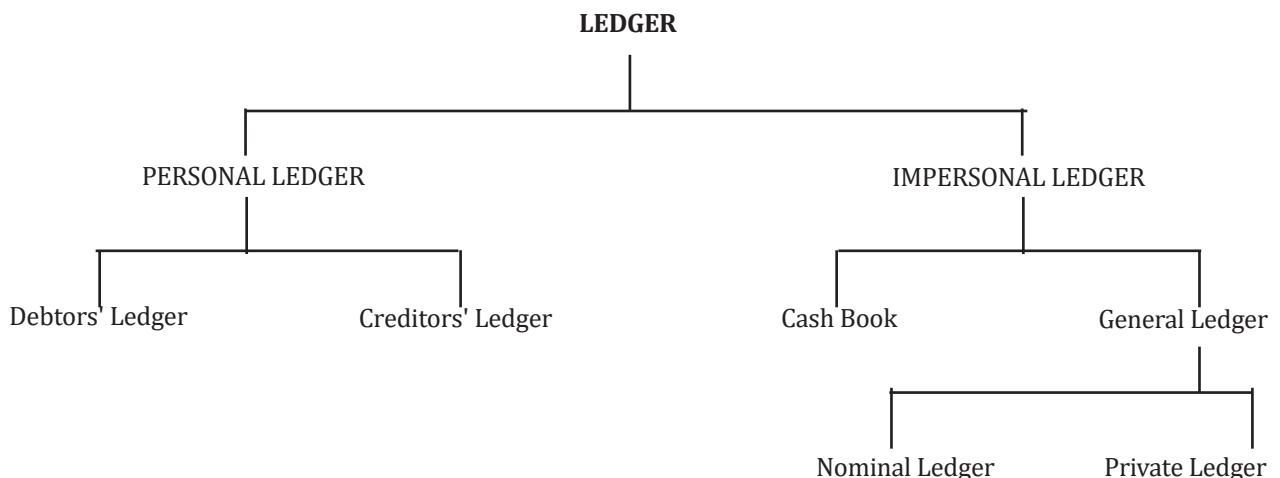 LEDGER
PERSONAL LEDGER
IMPERSONAL LEDGER
Debtors' Ledger
Creditors' Ledger
Cash Book
General Ledger
Nominal Ledger
Private Ledger